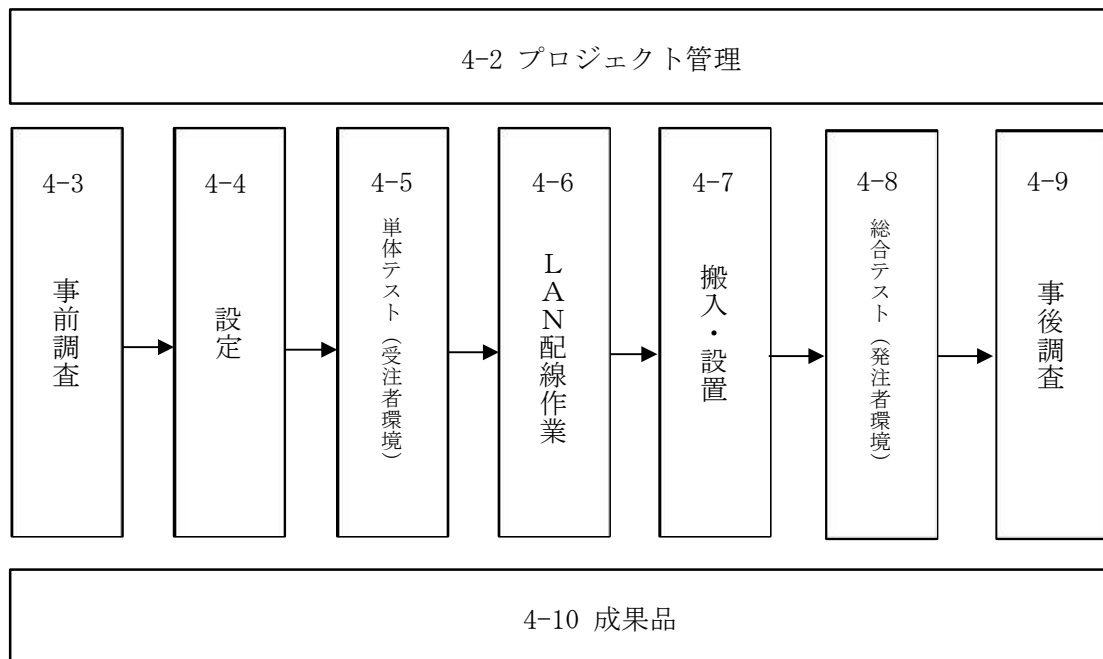 4-2 プロジェクト管理
4-3
事前調査
4-4
設定
4-5
単体テスト（受注者環境）
4-6
ＬＡＮ配線作業
4-7
搬入・設置
4-8
総合テスト（発注者環境）
4-9
事後調査
4-10 成果品